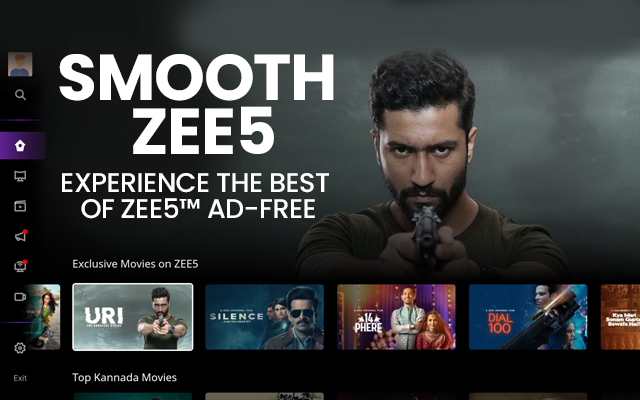 SMOOTH
ZEE5
EXPERIENCE THE BEST
OF ZEE5™ AD-FREE
Exclusive Movies on ZEE5
URI
SILENCE
14
PHERE
DIAL
100
Kya Meri
Sonam Gupta
Bewafa Hai?
Exit
Top Kannada Movies